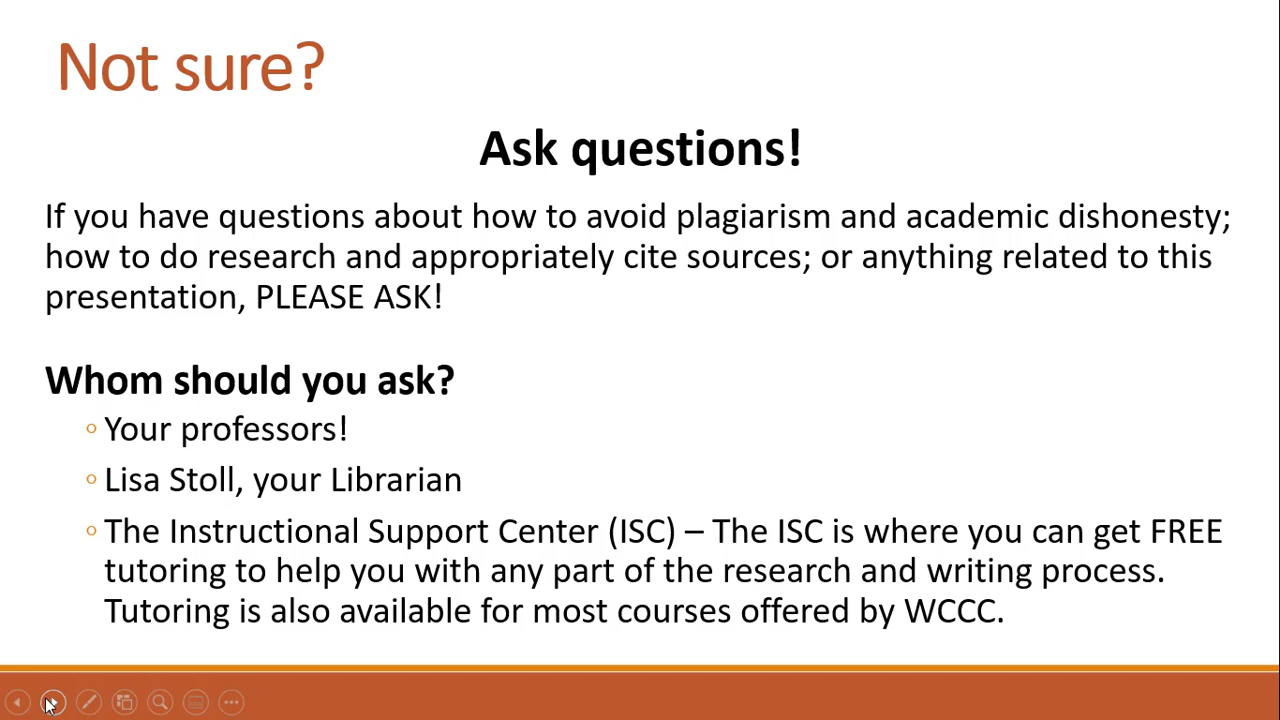 Not sure?
Ask questions!
If you have questions about how to avoid plagiarism and academic dishonesty;
how to do research and appropriately cite sources; or anything related to this
presentation, PLEASE ASK!
Whom should you ask?
Your professors!
Lisa Stoll, your Librarian
The Instructional Support Center (ISC) – The ISC is where you can get FREE
tutoring to help you with any part of the research and writing process.
Tutoring is also available for most courses offered by WCCC.